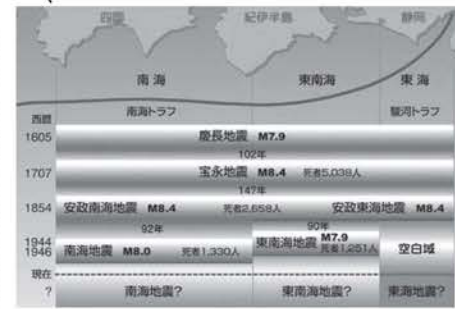 四国 紀伊半島 静岡
南海 東南海 東海
南海トラフ 駿河トラフ
西暦
1605 慶長地震 M7.9
102年
1707 宝永地震 M8.4 死者5,038人
147年
1854 安政南海地震 M8.4 死者2,658人 安政東海地震 M8.4
92年 90年
1944
1946 南海地震 M8.0 死者1,330人 東南海地震 M7.9 死者1,251人 空白域
現在
? 南海地震? 東南海地震? 東海地震?